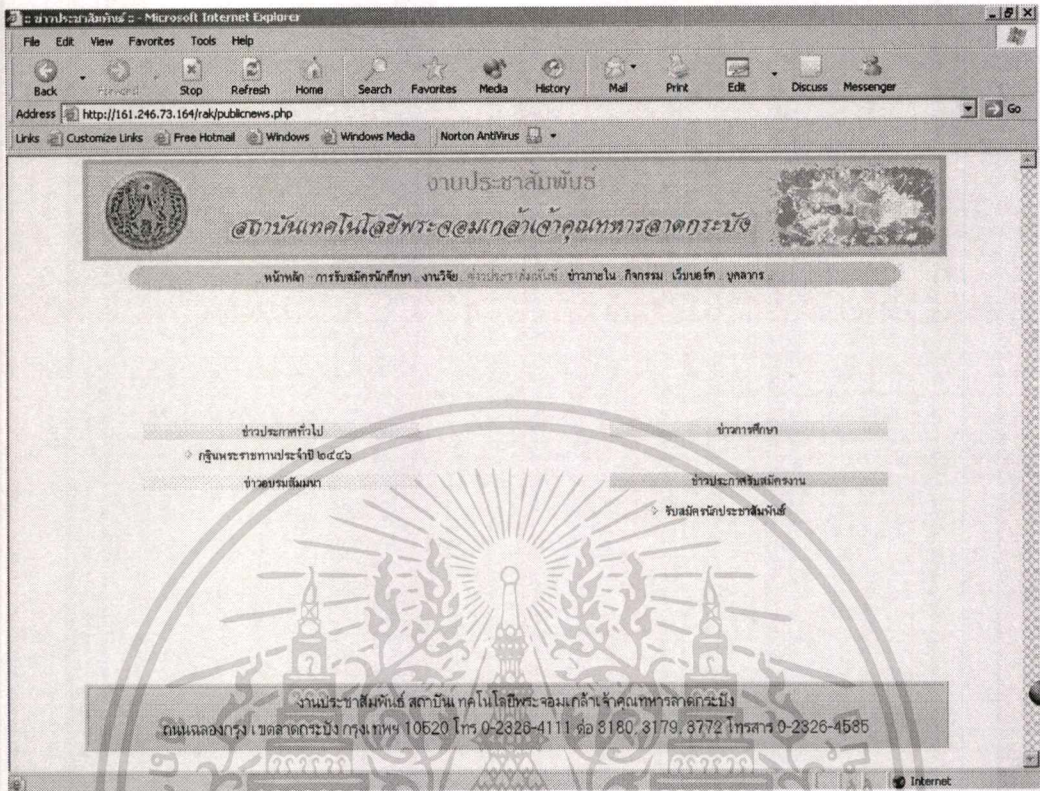 :: ข่าวประชาสัมพันธ์ :: - Microsoft Internet Explorer
File Edit View Favorites Tools Help
Back Forward Stop Refresh Home Search Favorites Media History Mail Print Edit Discuss Messenger
Address http://161.246.73.164/rak/publicnews.php Go
Links Customize Links Free Hotmail Windows Windows Media Norton AntiVirus
งานประชาสัมพันธ์
สถาบันเทคโนโลยีพระจอมเกล้าเจ้าคุณทหารลาดกระบัง
หน้าหลัก การรับสมัครนักศึกษา งานวิจัย ข่าวประชาสัมพันธ์ ข่าวภายใน กิจกรรม เว็บบอร์ด บุคลากร
ข่าวประกาศทั่วไป ข่าวการศึกษา
กฐินพระราชทานประจำปี ๒๕๔๖
ข่าวอบรมสัมมนา ข่าวประกาศรับสมัครงาน
รับสมัครนักประชาสัมพันธ์
งานประชาสัมพันธ์ สถาบันเทคโนโลยีพระจอมเกล้าเจ้าคุณทหารลาดกระบัง
ถนนฉลองกรุง เขตลาดกระบัง กรุงเทพฯ 10520 โทร 0-2326-4111 ต่อ 3180, 3179, 3772 โทรสาร 0-2326-4585
Internet